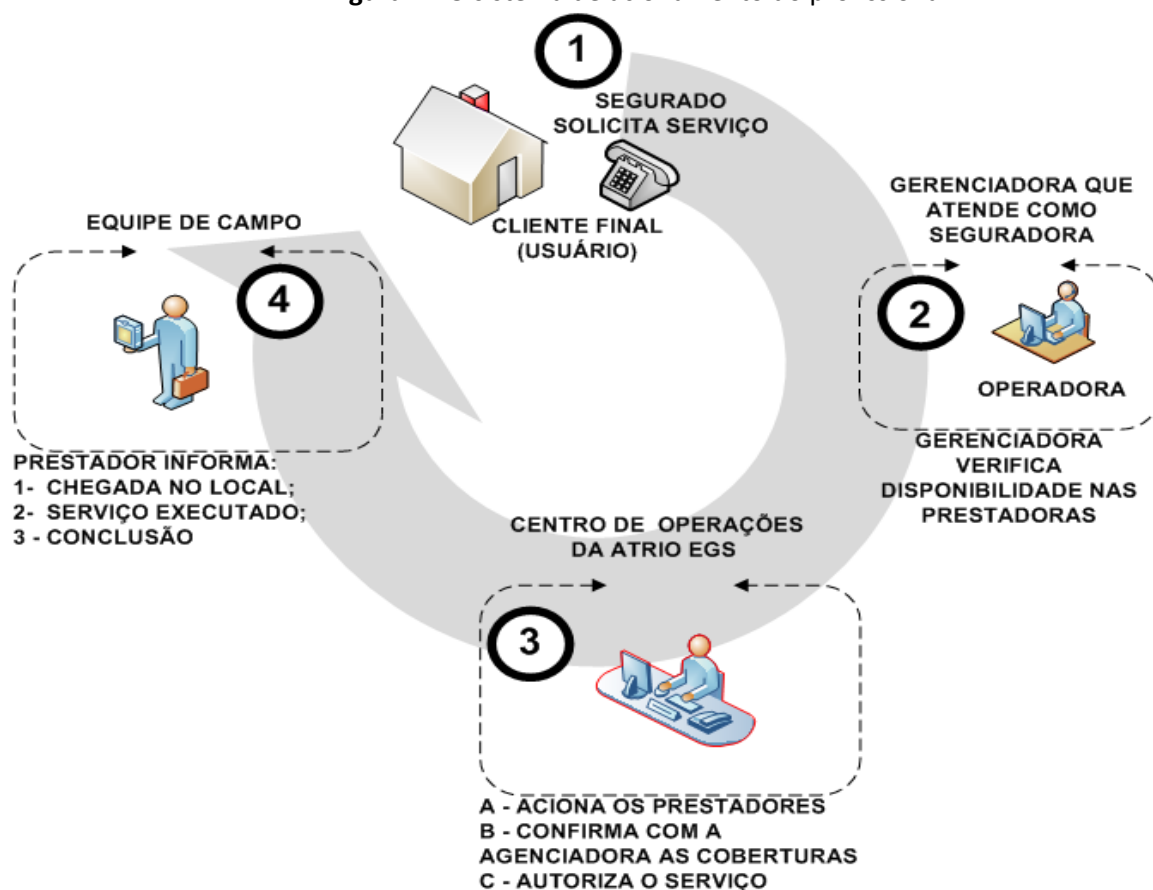 1
SEGURADO
SOLICITA SERVIÇO
CLIENTE FINAL
(USUÁRIO)
GERENCIADORA QUE
ATENDE COMO
SEGURADORA
2
OPERADORA
GERENCIADORA
VERIFICA
DISPONIBILIDADE NAS
PRESTADORAS
CENTRO DE OPERAÇÕES
DA ATRIO EGS
3
A - ACIONA OS PRESTADORES
B - CONFIRMA COM A
AGENCIADORA AS COBERTURAS
C - AUTORIZA O SERVIÇO
EQUIPE DE CAMPO
4
PRESTADOR INFORMA:
1- CHEGADA NO LOCAL;
2- SERVIÇO EXECUTADO;
3 - CONCLUSÃO